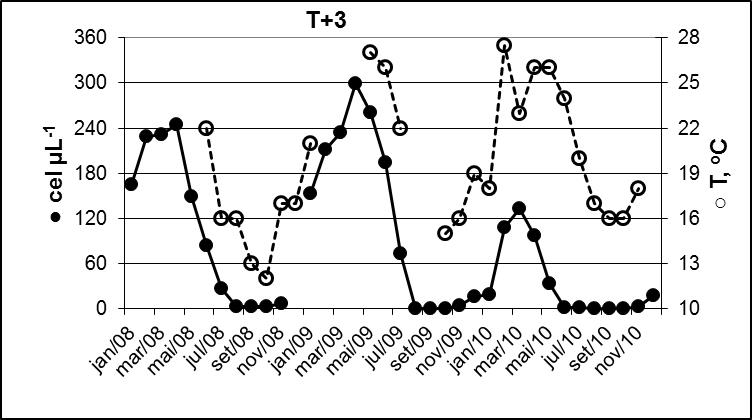 T+3
● cel µL-1
360
300
240
180
120
60
0
28
25
22
19
16
13
10
○ T, ºC
jan/08
mar/08
mai/08
jul/08
set/08
nov/08
jan/09
mar/09
mai/09
jul/09
set/09
nov/09
jan/10
mar/10
mai/10
jul/10
set/10
nov/10